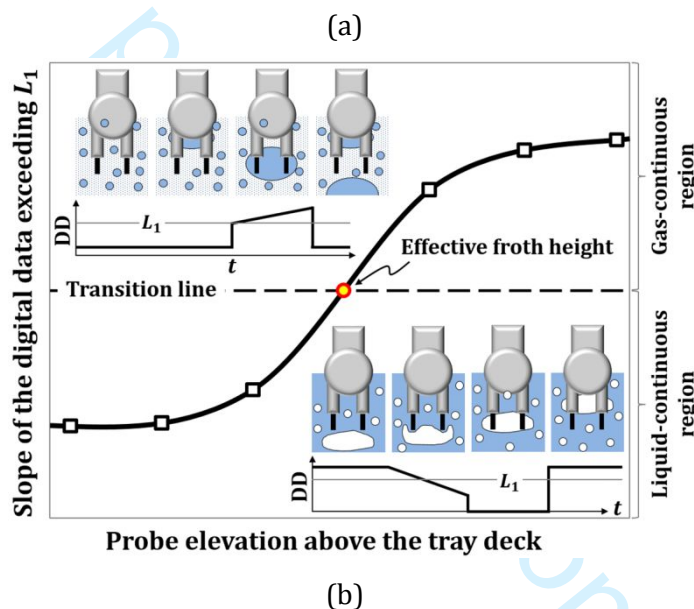 (a)
Slope of the digital data exceeding L₁
DD
L₁
t
Effective froth height
Transition line
DD
L₁
t
Gas-continuous
region
Liquid-continuous
region
Probe elevation above the tray deck
(b)